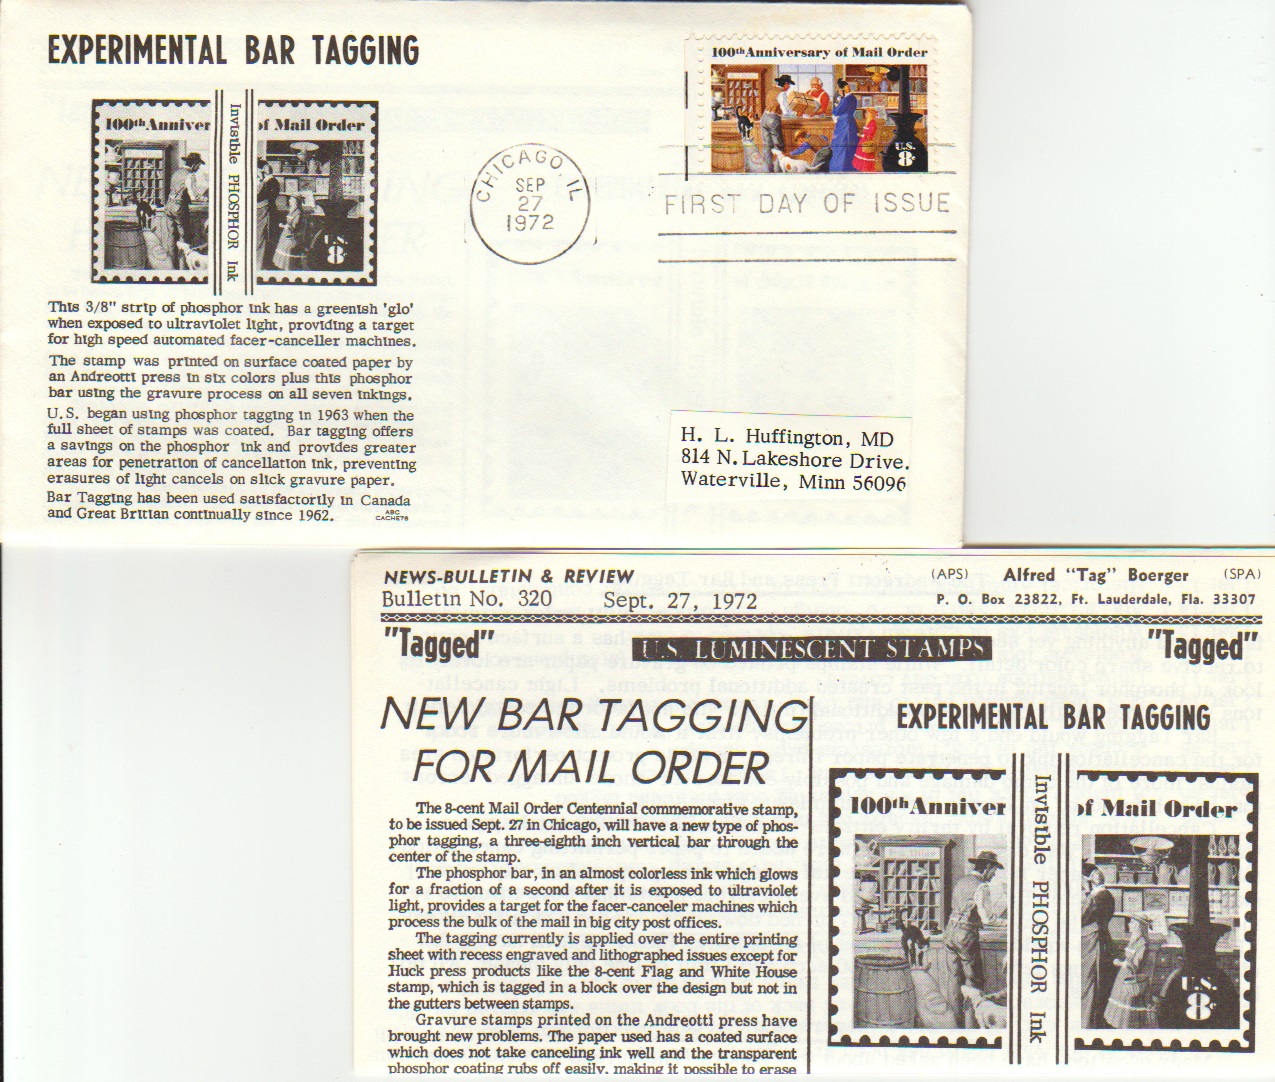 EXPERIMENTAL BAR TAGGING
100th Anniver
of Mail Order
Invisible PHOSPHOR Ink
U.S.
8c
This 3/8" strip of phosphor ink has a greenish 'glo'
when exposed to ultraviolet light, providing a target
for high speed automated facer-canceller machines.
The stamp was printed on surface coated paper by
an Andreotti press in six colors plus this phosphor
bar using the gravure process on all seven inkings.
U.S. began using phosphor tagging in 1963 when the
full sheet of stamps was coated. Bar tagging offers
a savings on the phosphor ink and provides greater
areas for penetration of cancellation ink, preventing
erasures of light cancels on slick gravure paper.
Bar Tagging has been used satisfactorily in Canada
and Great Britian continually since 1962.
ABC
CACHETS
CHICAGO IL
SEP
27
1972
100th Anniversary of Mail Order
U.S.
8c
FIRST DAY OF ISSUE
H. L. Huffington, MD
814 N. Lakeshore Drive.
Waterville, Minn 56096
NEWS-BULLETIN & REVIEW
(APS) Alfred "Tag" Boerger (SPA)
Bulletin No. 320 Sept. 27, 1972
P. O. Box 23822, Ft. Lauderdale, Fla. 33307
"Tagged"
U.S. LUMINESCENT STAMPS
"Tagged"
NEW BAR TAGGING
FOR MAIL ORDER
The 8-cent Mail Order Centennial commemorative stamp,
to be issued Sept. 27 in Chicago, will have a new type of phos-
phor tagging, a three-eighth inch vertical bar through the
center of the stamp.
The phosphor bar, in an almost colorless ink which glows
for a fraction of a second after it is exposed to ultraviolet
light, provides a target for the facer-canceler machines which
process the bulk of the mail in big city post offices.
The tagging currently is applied over the entire printing
sheet with recess engraved and lithographed issues except for
Huck press products like the 8-cent Flag and White House
stamp, which is tagged in a block over the design but not in
the gutters between stamps.
Gravure stamps printed on the Andreotti press have
brought new problems. The paper used has a coated surface
which does not take canceling ink well and the transparent
phosphor coating rubs off easily, making it possible to erase
EXPERIMENTAL BAR TAGGING
100th Anniver
of Mail Order
Invisible PHOSPHOR Ink
U.S.
8c